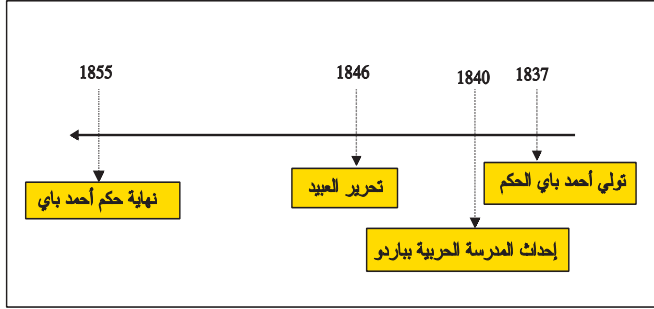 1837
1840
1846
1855
تولي أحمد باي الحكم
إحداث المدرسة الحربية بباردو
تحرير العبيد
نهاية حكم أحمد باي